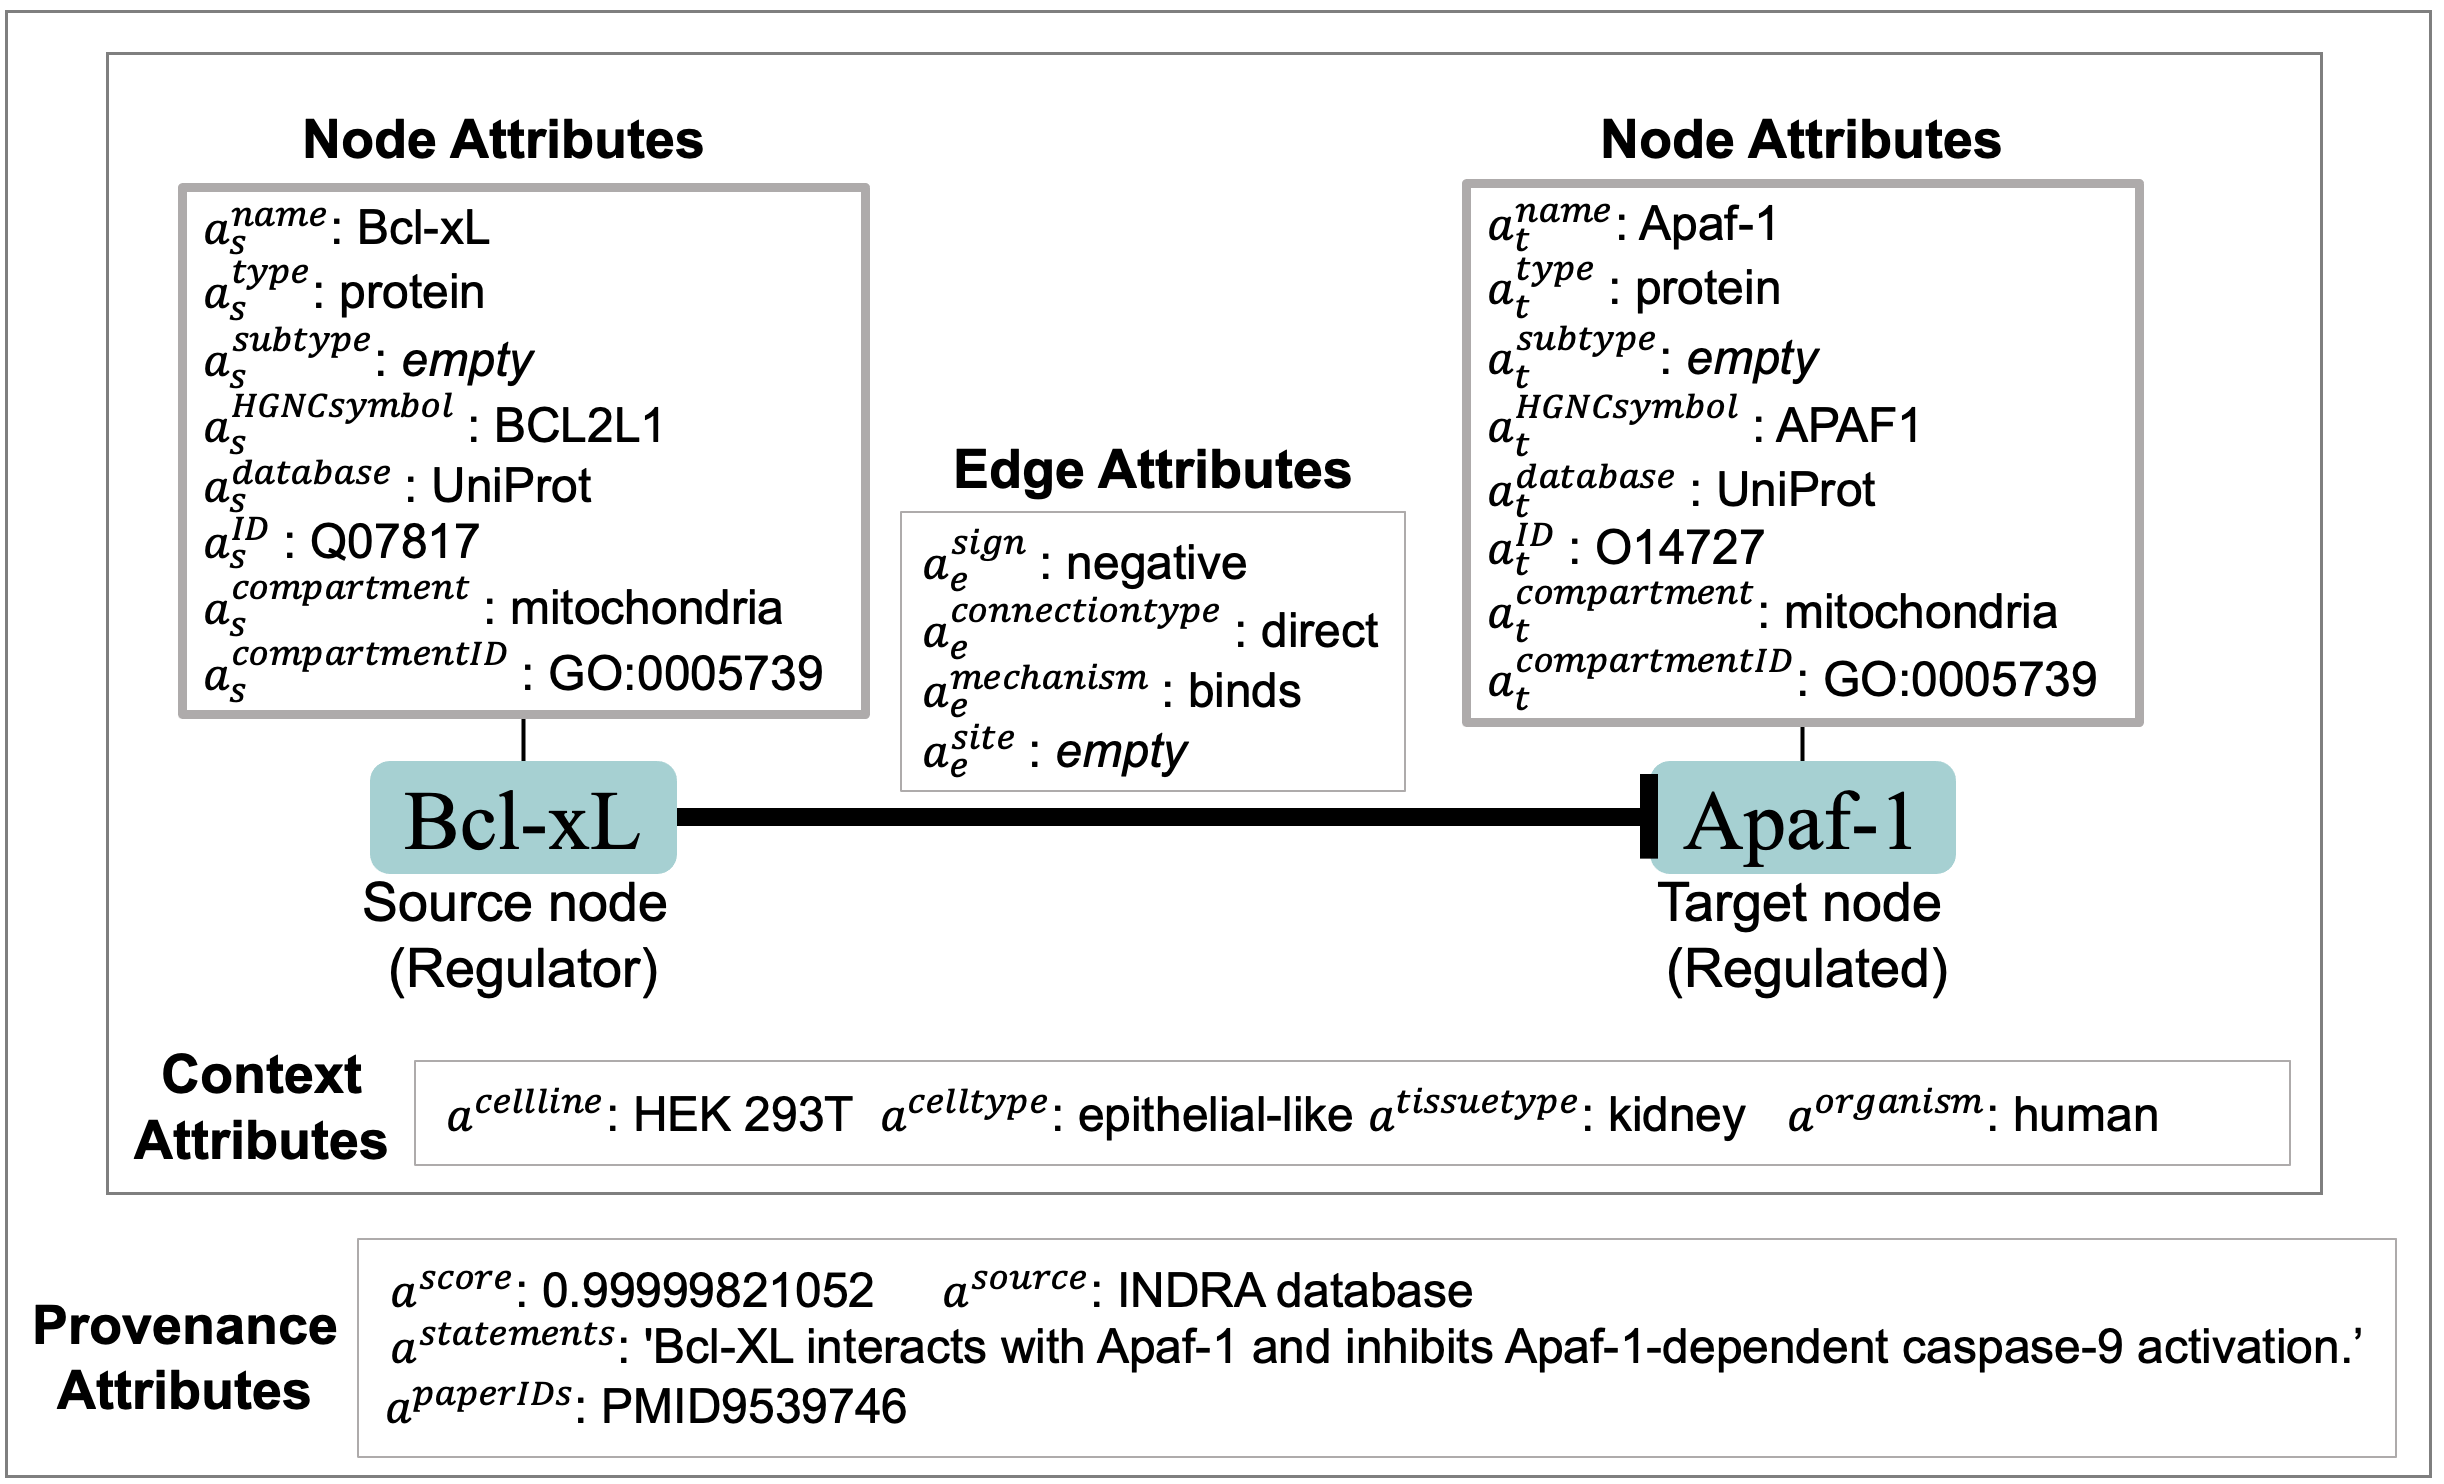 Node Attributes
a_s^name: Bcl-xL
a_s^type: protein
a_s^subtype: empty
a_s^HGNCsymbol : BCL2L1
a_s^database : UniProt
a_s^ID : Q07817
a_s^compartment : mitochondria
a_s^compartmentID : GO:0005739
Node Attributes
a_t^name: Apaf-1
a_t^type : protein
a_t^subtype: empty
a_t^HGNCsymbol : APAF1
a_t^database : UniProt
a_t^ID : O14727
a_t^compartment: mitochondria
a_t^compartmentID: GO:0005739
Edge Attributes
a_e^sign : negative
a_e^connectiontype : direct
a_e^mechanism : binds
a_e^site : empty
Bcl-xL
Source node
(Regulator)
Apaf-1
Target node
(Regulated)
Context
Attributes
a^cellline: HEK 293T a^celltype: epithelial-like a^tissuetype: kidney a^organism: human
Provenance
Attributes
a^score: 0.99999821052 a^source: INDRA database
a^statements: 'Bcl-XL interacts with Apaf-1 and inhibits Apaf-1-dependent caspase-9 activation.’
a^paperIDs: PMID9539746